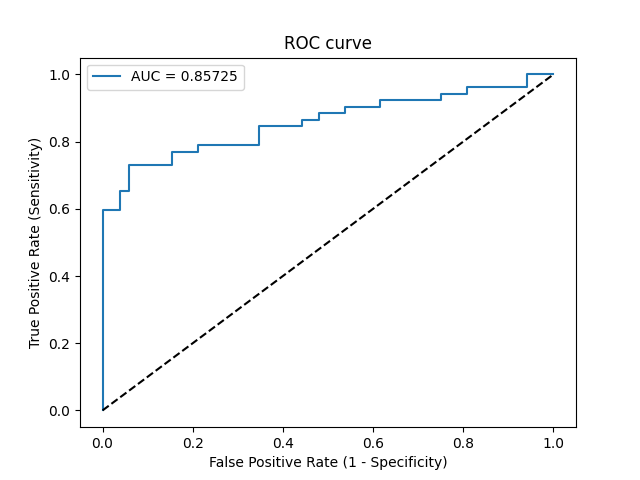 ROC curve
AUC = 0.85725
True Positive Rate (Sensitivity)
1.0
0.8
0.6
0.4
0.2
0.0
0.0 0.2 0.4 0.6 0.8 1.0
False Positive Rate (1 - Specificity)